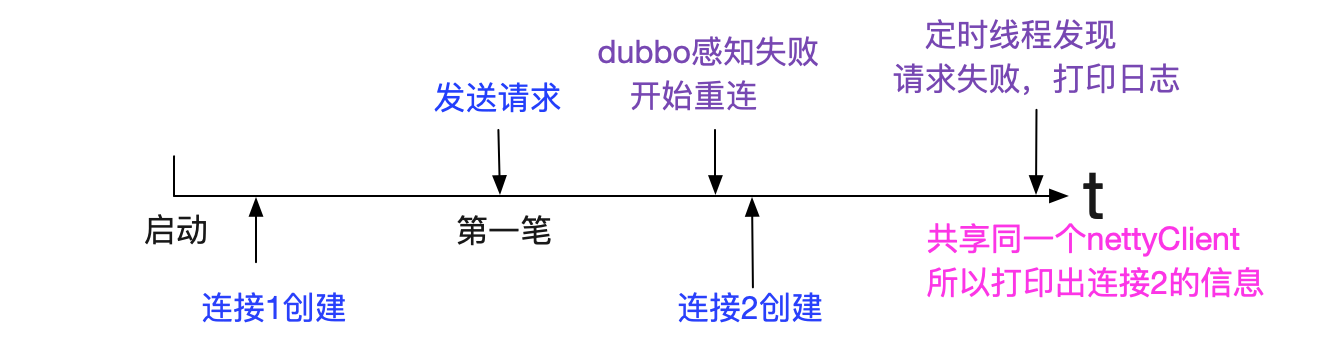 定时线程发现
请求失败，打印日志
dubbo感知失败
开始重连
发送请求
t
启动
第一笔
共享同一个nettyClient
所以打印出连接2的信息
连接1创建
连接2创建